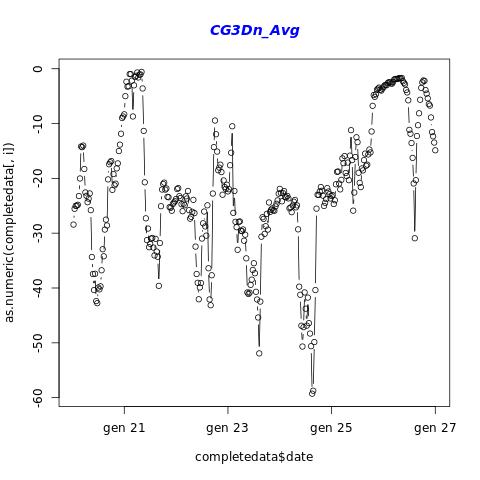 CG3Dn_Avg
as.numeric(completedata[, i])
0
-10
-20
-30
-40
-50
-60
gen 21
gen 23
gen 25
gen 27
completedata$date